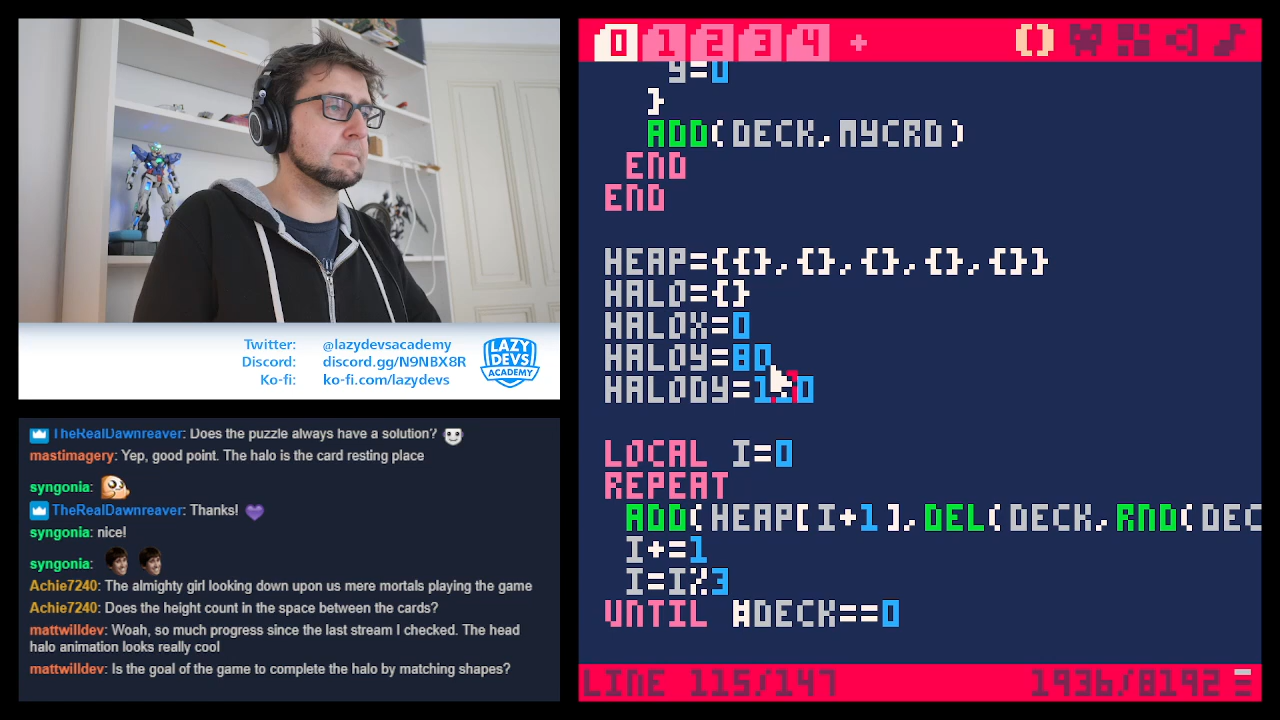 Twitter: @lazydevsacademy
Discord: discord.gg/N9NBX8R
Ko-fi: ko-fi.com/lazydevs
LAZY
DEVS
ACADEMY
TheRealDawnreaver: Does the puzzle always have a solution?
mastimagery: Yep, good point. The halo is the card resting place
syngonia:
TheRealDawnreaver: Thanks!
syngonia: nice!
syngonia:
Achie7240: The almighty girl looking down upon us mere mortals playing the game
Achie7240: Does the height count in the space between the cards?
mattwilldev: Woah, so much progress since the last stream I checked. The head
halo animation looks really cool
mattwilldev: Is the goal of the game to complete the halo by matching shapes?
0 1 2 3 4 +
Y=0
}
ADD(DECK,MYCRD)
END
END
HEAP={{},{},{},{},{}}
HALO={}
HALOX=0
HALOY=80
LOCAL I=0
REPEAT
ADD(HEAP[I+1],DEL(DECK,RND(DEC
I+=1
I=I%3
UNTIL #DECK==0
LINE 115/147
1936/8192